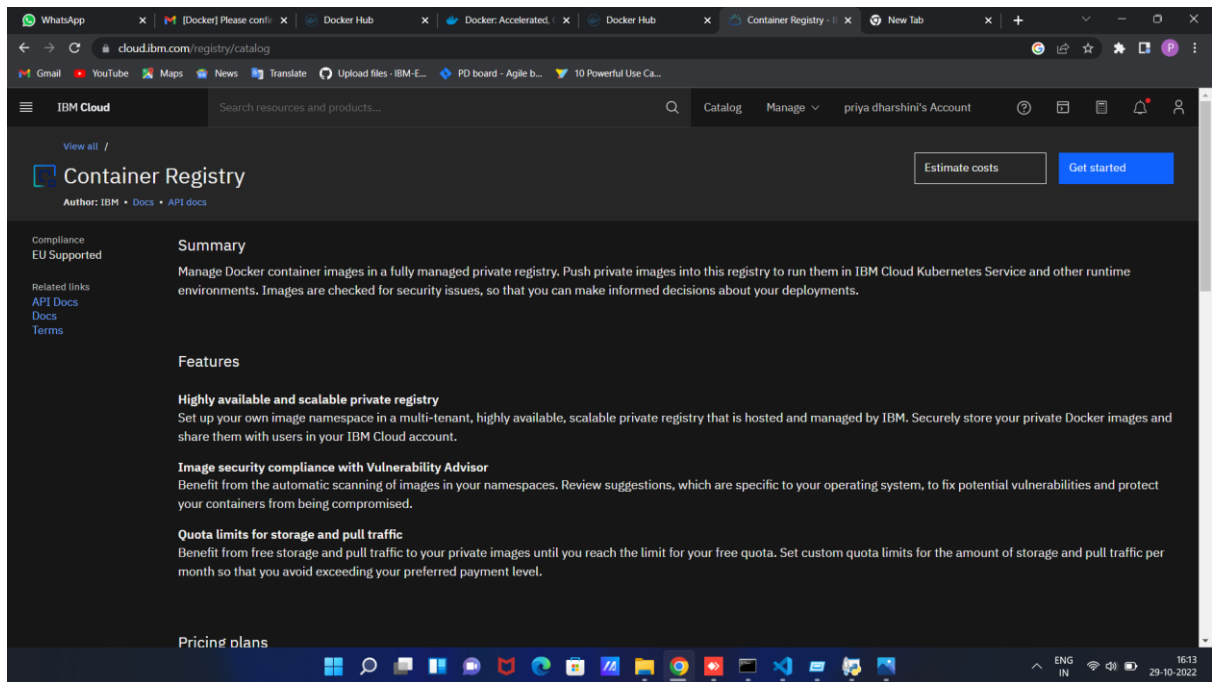 WhatsApp
[Docker] Please confir
Docker Hub
Docker: Accelerated, C
Docker Hub
Container Registry - I
New Tab
cloud.ibm.com/registry/catalog
P
Gmail
YouTube
Maps
News
Translate
Upload files · IBM-E...
PD board - Agile b...
10 Powerful Use Ca...
IBM Cloud
Search resources and products...
Catalog
Manage
priya dharshini's Account
View all /
Container Registry
Author: IBM • Docs • API docs
Estimate costs
Get started
Compliance
EU Supported
Related links
API Docs
Docs
Terms
Summary
Manage Docker container images in a fully managed private registry. Push private images into this registry to run them in IBM Cloud Kubernetes Service and other runtime
environments. Images are checked for security issues, so that you can make informed decisions about your deployments.
Features
Highly available and scalable private registry
Set up your own image namespace in a multi-tenant, highly available, scalable private registry that is hosted and managed by IBM. Securely store your private Docker images and
share them with users in your IBM Cloud account.
Image security compliance with Vulnerability Advisor
Benefit from the automatic scanning of images in your namespaces. Review suggestions, which are specific to your operating system, to fix potential vulnerabilities and protect
your containers from being compromised.
Quota limits for storage and pull traffic
Benefit from free storage and pull traffic to your private images until you reach the limit for your free quota. Set custom quota limits for the amount of storage and pull traffic per
month so that you avoid exceeding your preferred payment level.
Pricing plans
ENG
IN
16:13
29-10-2022